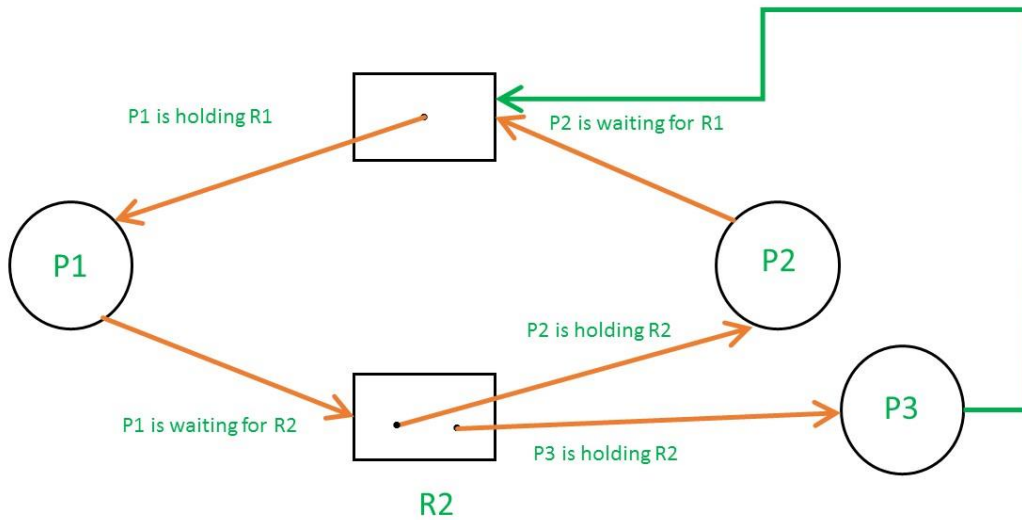 P1 is holding R1
P2 is waiting for R1
P1
P2
P2 is holding R2
P1 is waiting for R2
P3
P3 is holding R2
R2